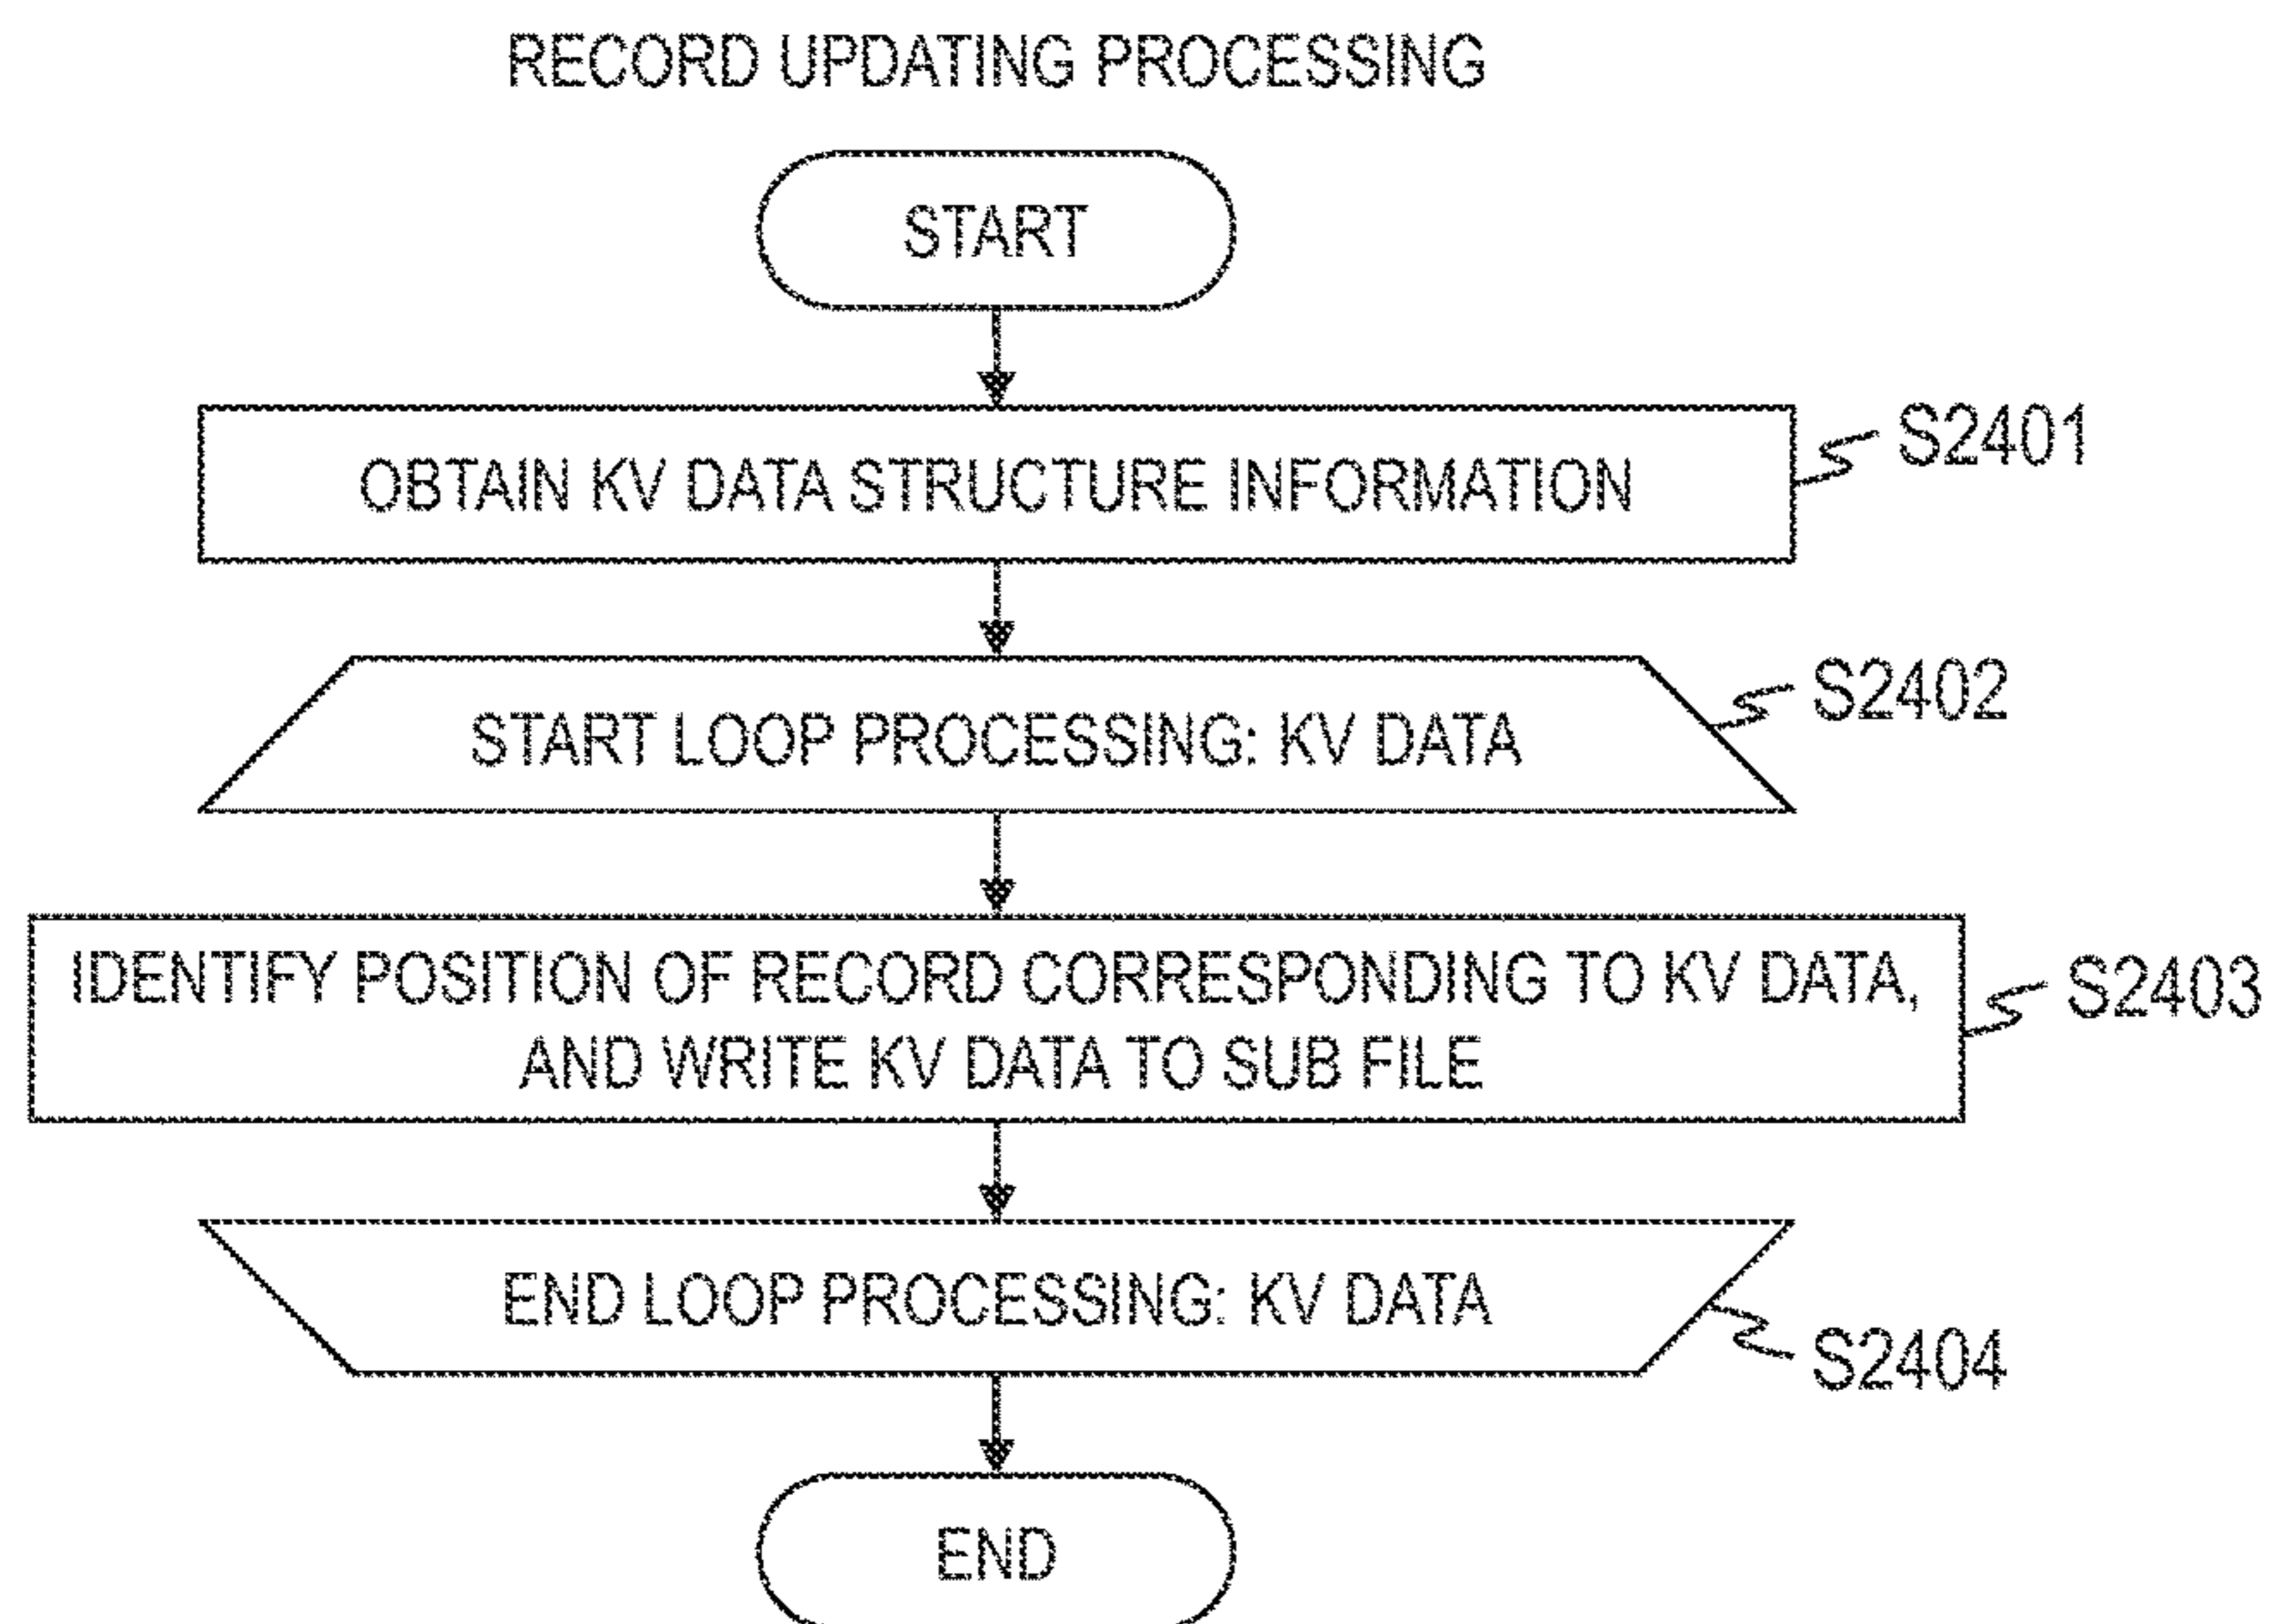 RECORD UPDATING PROCESSING
START
OBTAIN KV DATA STRUCTURE INFORMATION
S2401
START LOOP PROCESSING: KV DATA
S2402
IDENTIFY POSITION OF RECORD CORRESPONDING TO KV DATA,
AND WRITE KV DATA TO SUB FILE
S2403
END LOOP PROCESSING: KV DATA
S2404
END